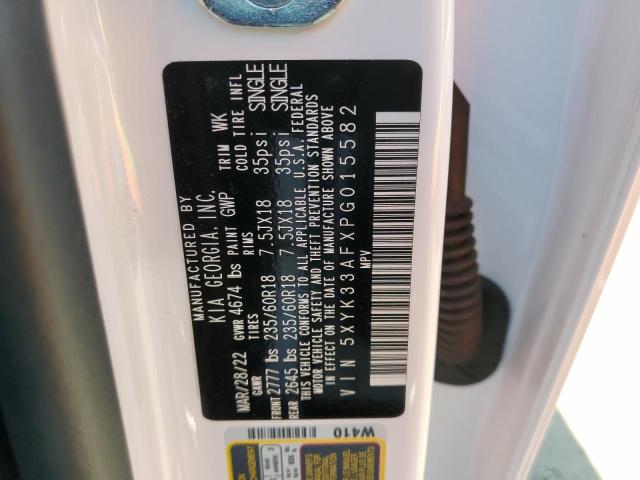 MANUFACTURED BY
KIA GEORGIA, INC.
MAR/28/22 GVWR 4674 lbs PAINT GWP TRIM WK
GAWR TIRES RIMS COLD TIRE INFL
FRONT 2777 lbs 235/60R18 7.5JX18 35psi SINGLE
REAR 2645 lbs 235/60R18 7.5JX18 35psi SINGLE
THIS VEHICLE CONFORMS TO ALL APPLICABLE U.S.A. FEDERAL
MOTOR VEHICLE SAFETY AND THEFT PREVENTION STANDARDS
IN EFFECT ON THE DATE OF MANUFACTURE SHOWN ABOVE
VIN 5XYK33AFXPG015582
MPV
W410